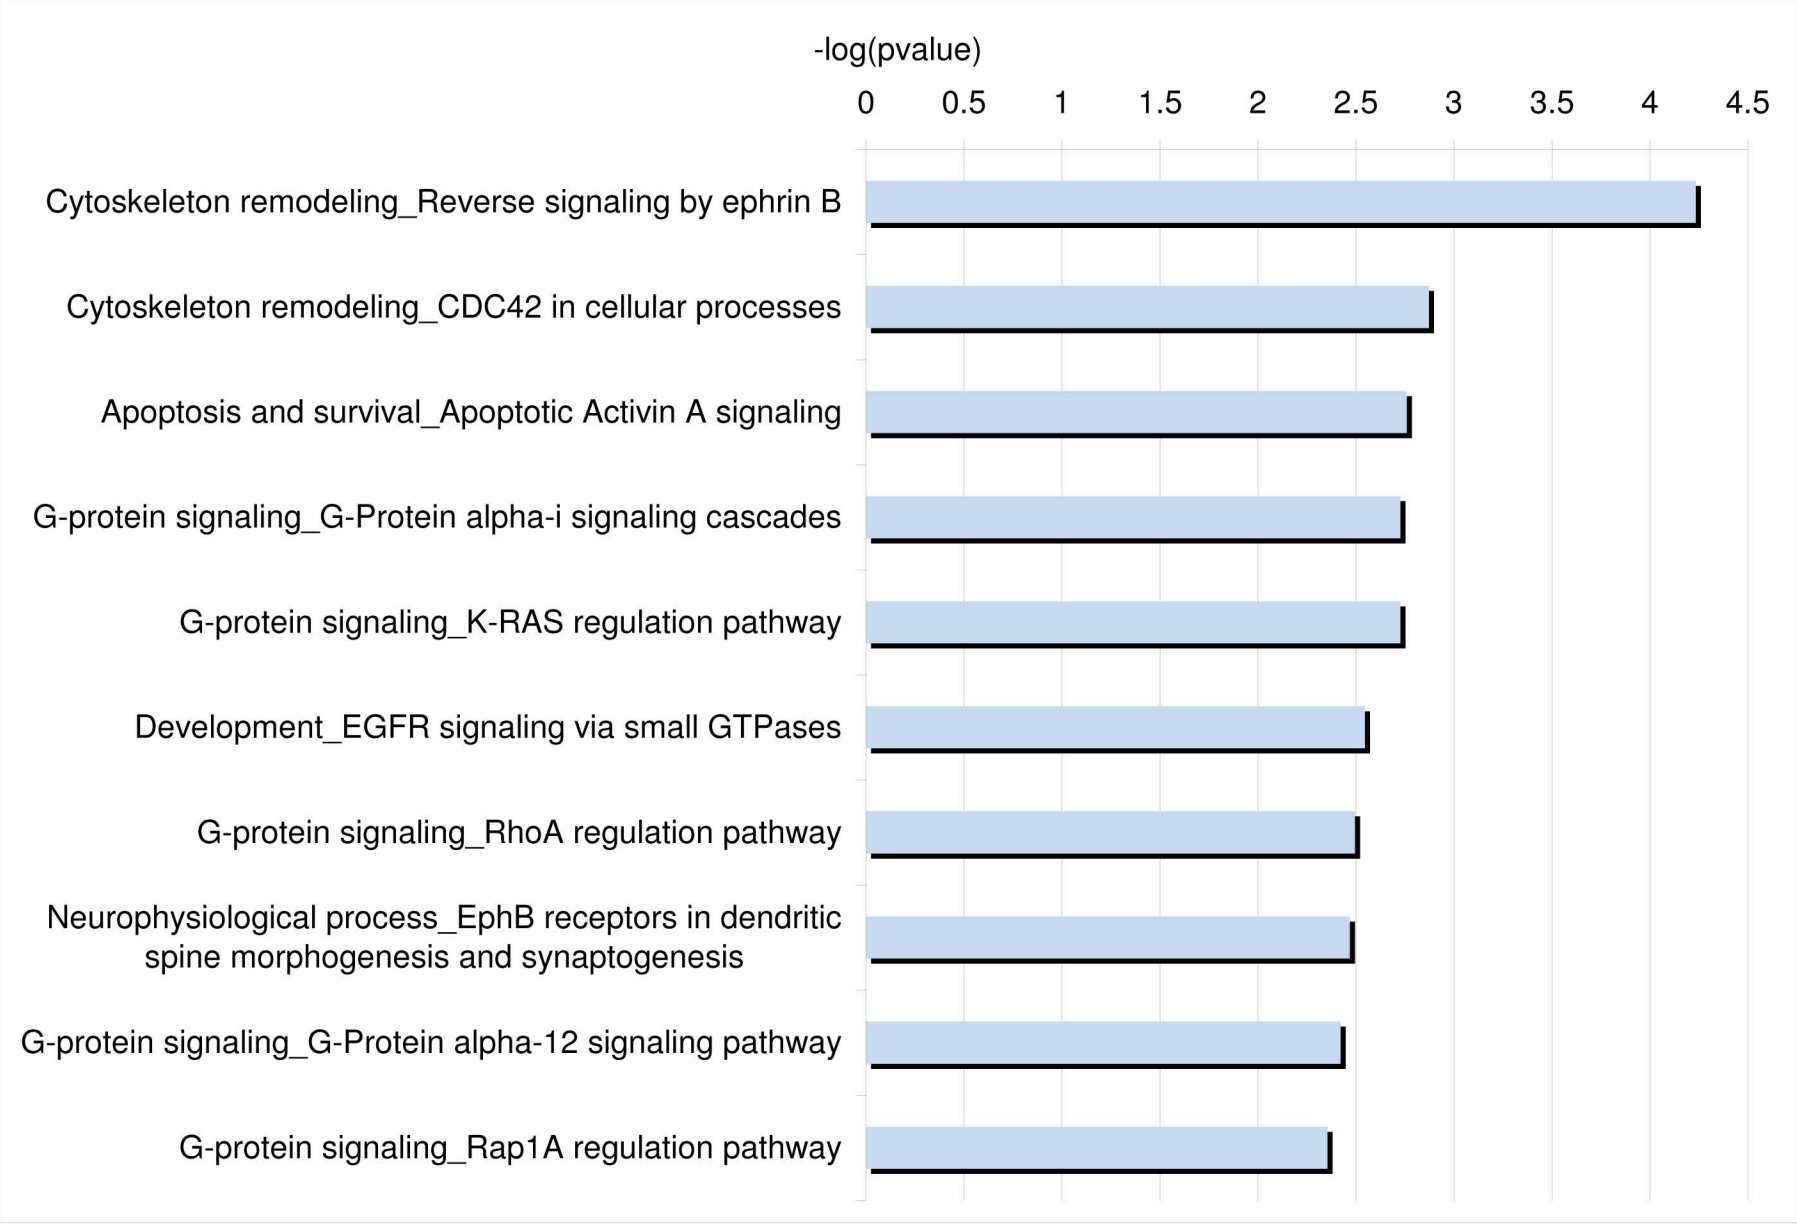 -log(pvalue)
0 0.5 1 1.5 2 2.5 3 3.5 4 4.5
Cytoskeleton remodeling_Reverse signaling by ephrin B
Cytoskeleton remodeling_CDC42 in cellular processes
Apoptosis and survival_Apoptotic Activin A signaling
G-protein signaling_G-Protein alpha-i signaling cascades
G-protein signaling_K-RAS regulation pathway
Development_EGFR signaling via small GTPases
G-protein signaling_RhoA regulation pathway
Neurophysiological process_EphB receptors in dendritic
spine morphogenesis and synaptogenesis
G-protein signaling_G-Protein alpha-12 signaling pathway
G-protein signaling_Rap1A regulation pathway